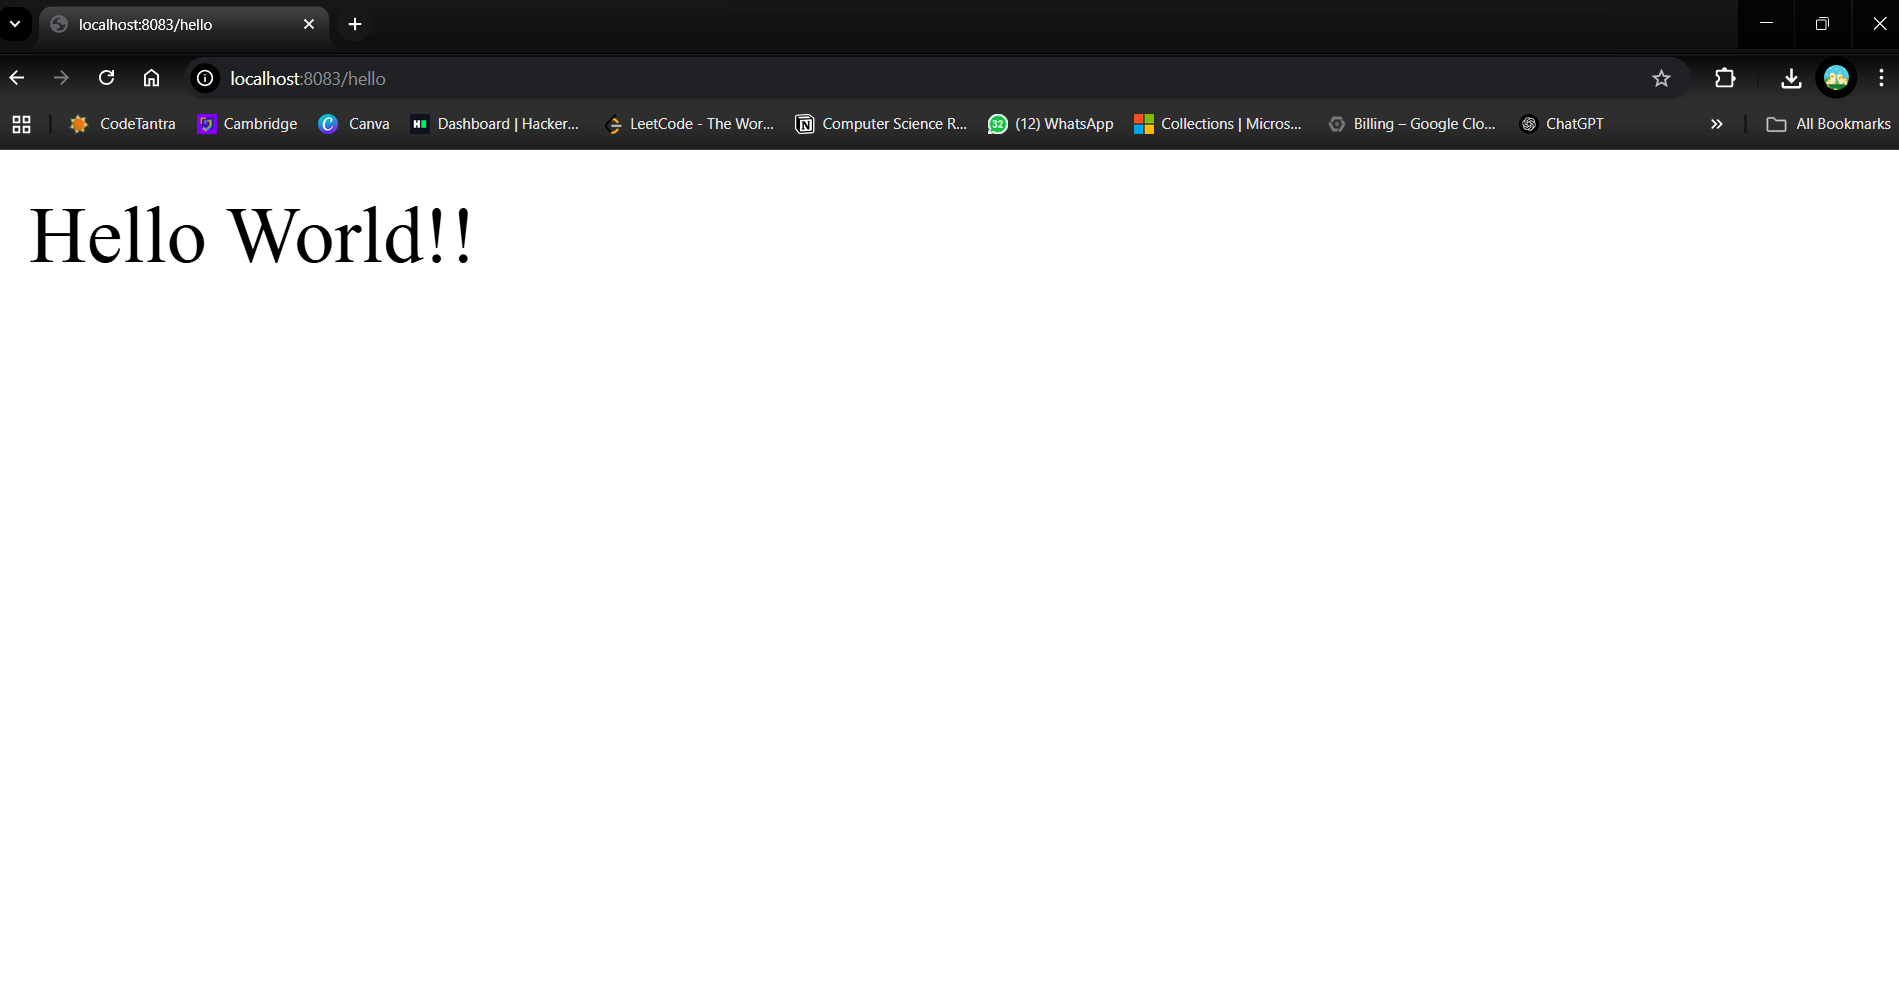 localhost:8083/hello
localhost:8083/hello
CodeTantra Cambridge Canva Dashboard | Hacker... LeetCode - The Wor... Computer Science R... 32 (12) WhatsApp Collections | Micros... Billing – Google Clo... ChatGPT All Bookmarks
Hello World!!